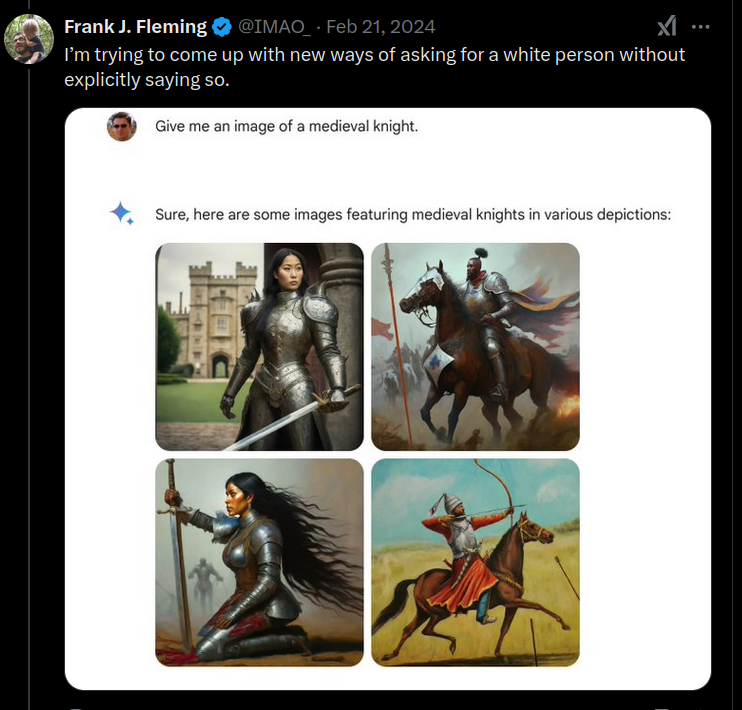 Frank J. Fleming @IMAO_ · Feb 21, 2024
I’m trying to come up with new ways of asking for a white person without
explicitly saying so.
Give me an image of a medieval knight.
Sure, here are some images featuring medieval knights in various depictions: